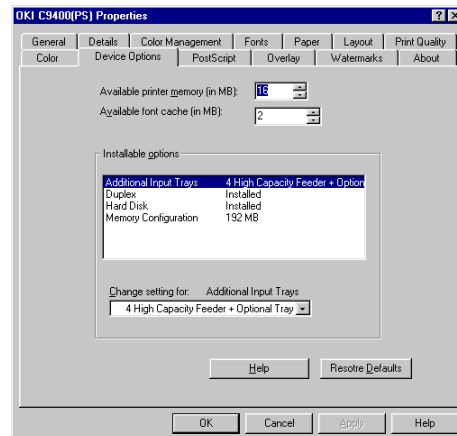 OKI C9400(PS) Properties
General Details Color Management Fonts Paper Layout Print Quality
Color Device Options PostScript Overlay Watermarks About
Available printer memory (in MB): 16
Available font cache (in MB): 2
Installable options
Additional Input Trays 4 High Capacity Feeder + Option
Duplex Installed
Hard Disk Installed
Memory Configuration 192 MB
Change setting for: Additional Input Trays
4 High Capacity Feeder + Optional Tray
Help Resotre Defaults
OK Cancel Apply Help